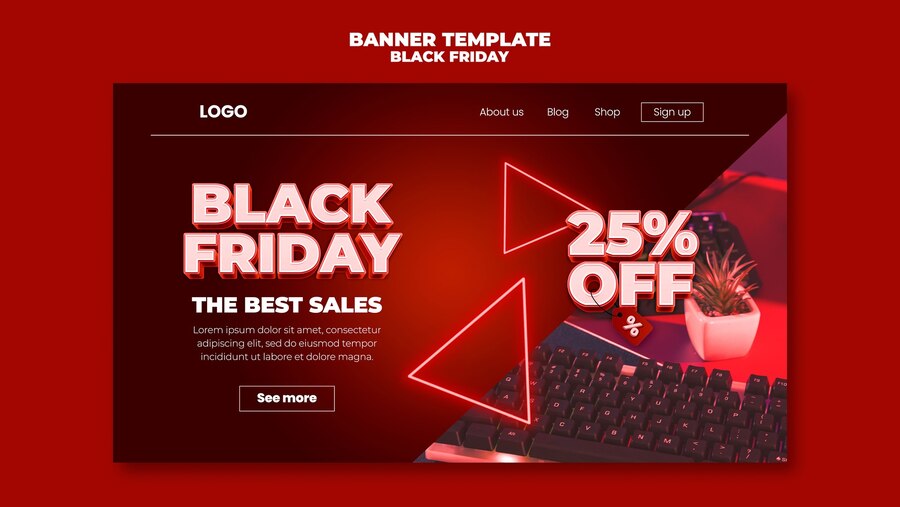 BANNER TEMPLATE
BLACK FRIDAY
LOGO
About us
Blog
Shop
Sign up
BLACK
FRIDAY
THE BEST SALES
Lorem ipsum dolor sit amet, consectetur
adipiscing elit, sed do eiusmod tempor
incididunt ut labore et dolore magna.
See more
25%
OFF
%